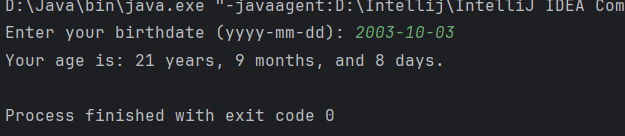 D:\Java\bin\java.exe "-javaagent:D:\Intellij\IntelliJ IDEA Com
Enter your birthdate (yyyy-mm-dd): 2003-10-03
Your age is: 21 years, 9 months, and 8 days.
Process finished with exit code 0